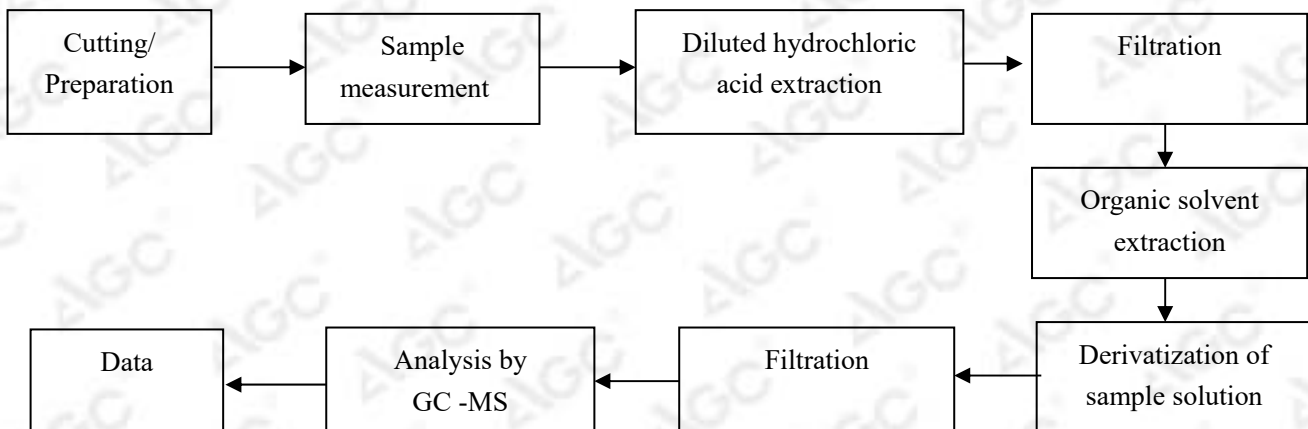 Cutting/
Preparation
Sample
measurement
Diluted hydrochloric
acid extraction
Filtration
Organic solvent
extraction
Derivatization of
sample solution
Filtration
Analysis by
GC -MS
Data
AGC